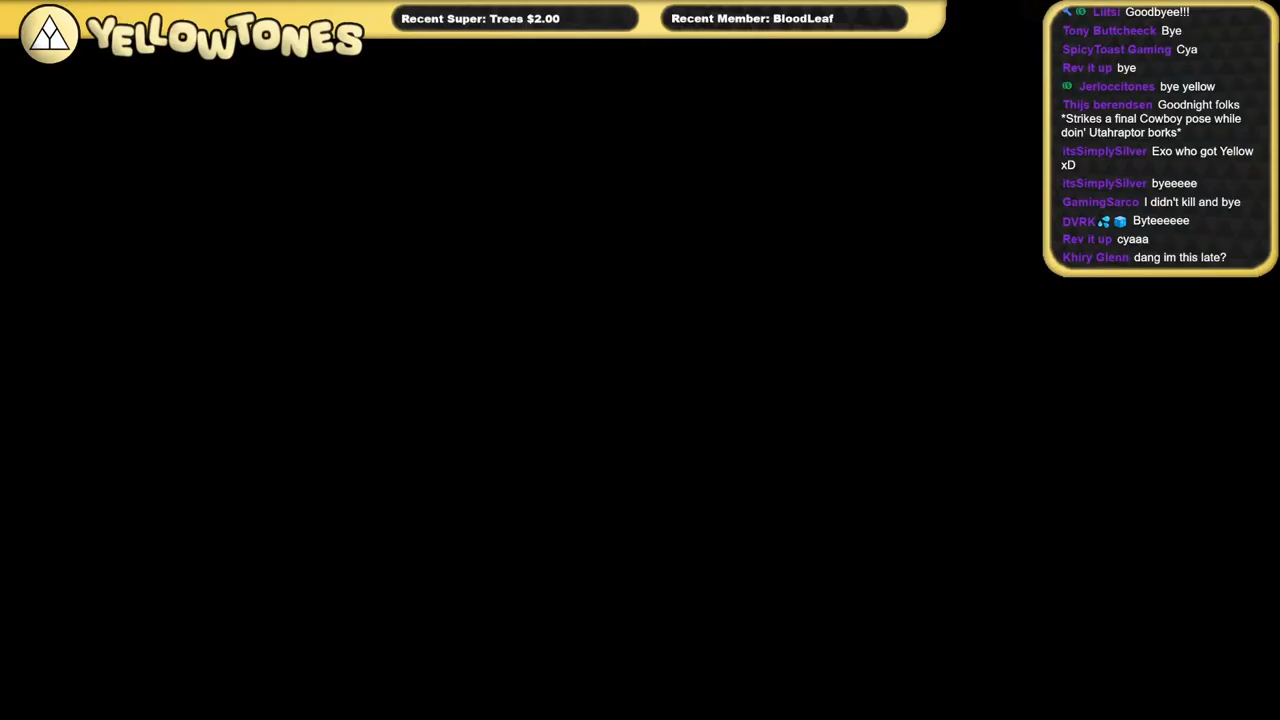 YELLOWTONES
Recent Super: Trees $2.00
Recent Member: BloodLeaf
Goodbyee!!!
Tony Buttcheeck Bye
SpicyToast Gaming Cya
Rev it up bye
Jerloccitones bye yellow
Thijs berendsen Goodnight folks
*Strikes a final Cowboy pose while
doin' Utahraptor borks*
itsSimplySilver Exo who got Yellow
xD
itsSimplySilver byeeeee
GamingSarco I didn't kill and bye
DVRK💦🧊 Byteeeeee
Rev it up cyaaa
Khiry Glenn dang im this late?